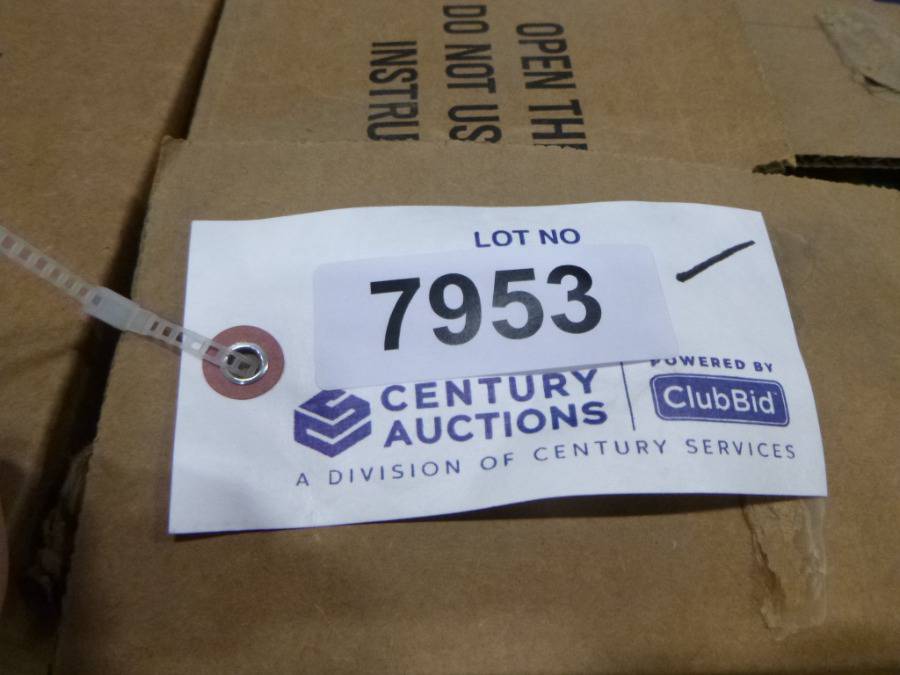 OPEN TH
DO NOT US
INSTRU
LOT NO
7953
CENTURY
AUCTIONS
POWERED BY
ClubBid
A DIVISION OF CENTURY SERVICES